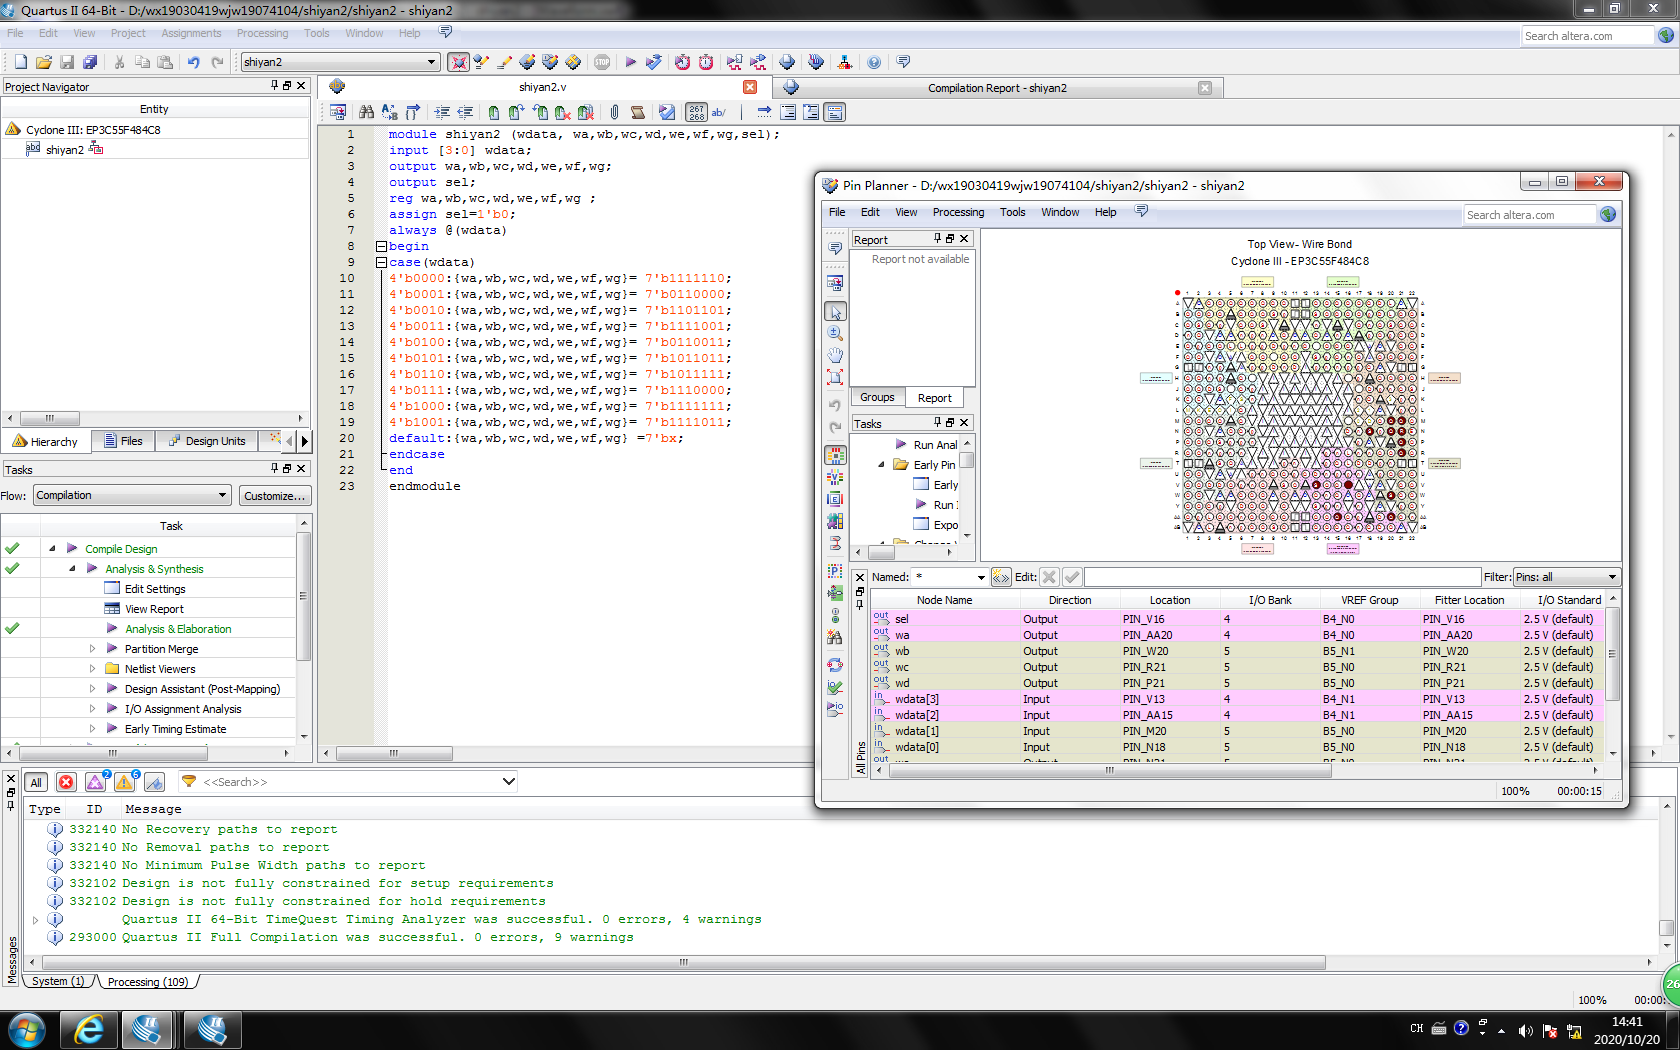 Quartus II 64-Bit - D:/wx19030419wjw19074104/shiyan2/shiyan2 - shiyan2
File Edit View Project Assignments Processing Tools Window Help
Search altera.com
shiyan2
Project Navigator
Entity
Cyclone III: EP3C55F484C8
shiyan2
Hierarchy Files Design Units
Tasks
Flow: Compilation Customize...
Task
Compile Design
Analysis & Synthesis
Edit Settings
View Report
Analysis & Elaboration
Partition Merge
Netlist Viewers
Design Assistant (Post-Mapping)
I/O Assignment Analysis
Early Timing Estimate
shiyan2.v
Compilation Report - shiyan2
267
268
ab/
1 module shiyan2 (wdata, wa,wb,wc,wd,we,wf,wg,sel);
2 input [3:0] wdata;
3 output wa,wb,wc,wd,we,wf,wg;
4 output sel;
5 reg wa,wb,wc,wd,we,wf,wg ;
6 assign sel=1'b0;
7 always @(wdata)
8 begin
9 case(wdata)
10 4'b0000:{wa,wb,wc,wd,we,wf,wg}= 7'b1111110;
11 4'b0001:{wa,wb,wc,wd,we,wf,wg}= 7'b0110000;
12 4'b0010:{wa,wb,wc,wd,we,wf,wg}= 7'b1101101;
13 4'b0011:{wa,wb,wc,wd,we,wf,wg}= 7'b1111001;
14 4'b0100:{wa,wb,wc,wd,we,wf,wg}= 7'b0110011;
15 4'b0101:{wa,wb,wc,wd,we,wf,wg}= 7'b1011011;
16 4'b0110:{wa,wb,wc,wd,we,wf,wg}= 7'b1011111;
17 4'b0111:{wa,wb,wc,wd,we,wf,wg}= 7'b1110000;
18 4'b1000:{wa,wb,wc,wd,we,wf,wg}= 7'b1111111;
19 4'b1001:{wa,wb,wc,wd,we,wf,wg}= 7'b1111011;
20 default:{wa,wb,wc,wd,we,wf,wg} =7'bx;
21 endcase
22 end
23 endmodule
Pin Planner - D:/wx19030419wjw19074104/shiyan2/shiyan2 - shiyan2
File Edit View Processing Tools Window Help
Search altera.com
Report
Report not available
Groups Report
Tasks
Run Anal
Early Pin
Early
Run I
Expo
Top View- Wire Bond
Cyclone III - EP3C55F484C8
Named: * Edit: Filter: Pins: all
Node Name Direction Location I/O Bank VREF Group Fitter Location I/O Standard
sel Output PIN_V16 4 B4_N0 PIN_V16 2.5 V (default)
wa Output PIN_AA20 4 B4_N0 PIN_AA20 2.5 V (default)
wb Output PIN_W20 5 B5_N1 PIN_W20 2.5 V (default)
wc Output PIN_R21 5 B5_N0 PIN_R21 2.5 V (default)
wd Output PIN_P21 5 B5_N0 PIN_P21 2.5 V (default)
wdata[3] Input PIN_V13 4 B4_N1 PIN_V13 2.5 V (default)
wdata[2] Input PIN_AA15 4 B4_N1 PIN_AA15 2.5 V (default)
wdata[1] Input PIN_M20 5 B5_N0 PIN_M20 2.5 V (default)
wdata[0] Input PIN_N18 5 B5_N0 PIN_N18 2.5 V (default)
All Pins
100% 00:00:15
All
2
6
<<Search>>
Type ID Message
332140 No Recovery paths to report
332140 No Removal paths to report
332140 No Minimum Pulse Width paths to report
332102 Design is not fully constrained for setup requirements
332102 Design is not fully constrained for hold requirements
Quartus II 64-Bit TimeQuest Timing Analyzer was successful. 0 errors, 4 warnings
293000 Quartus II Full Compilation was successful. 0 errors, 9 warnings
Messages
System (1) Processing (109)
100% 00:00:
26
CH
14:41
2020/10/20